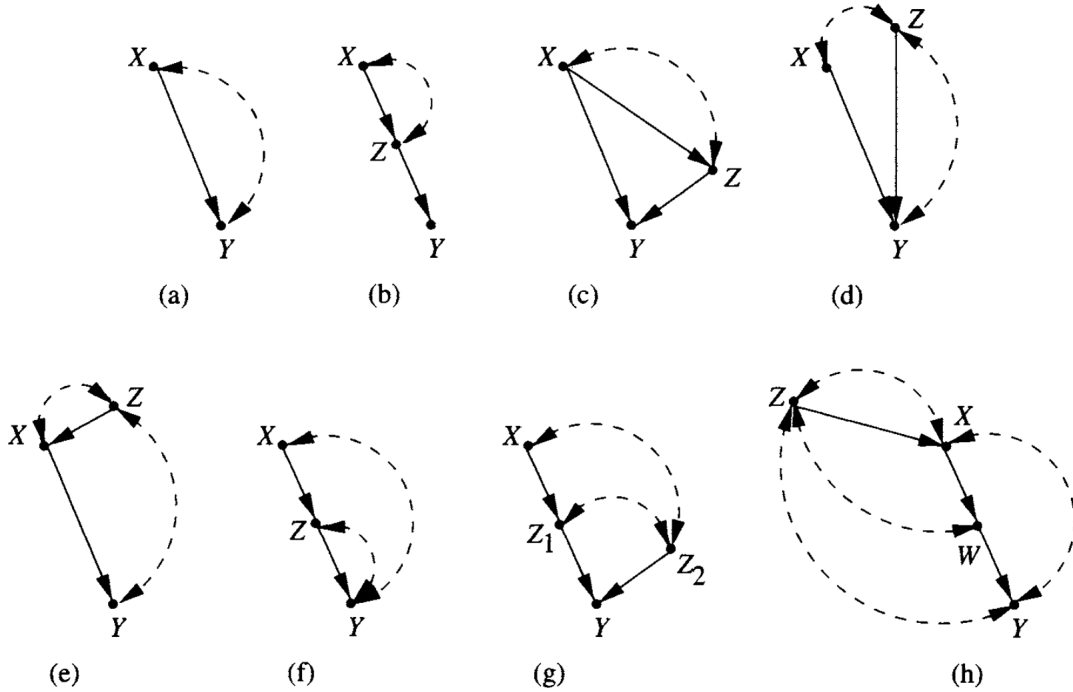 X Y
(a)
X Z Y
(b)
X Z Y
(c)
X Z Y
(d)
X Z Y
(e)
X Z Y
(f)
X Z1 Z2 Y
(g)
Z X W Y
(h)